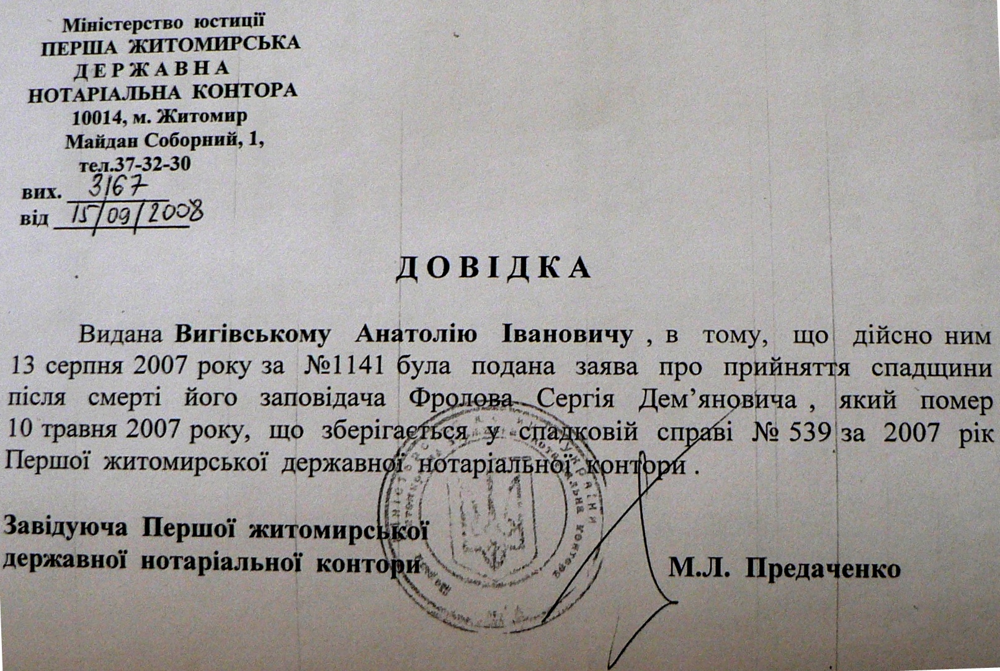 Міністерство юстиції
ПЕРША ЖИТОМИРСЬКА
ДЕРЖАВНА
НОТАРІАЛЬНА КОНТОРА
10014, м. Житомир
Майдан Соборний, 1,
тел.37-32-30
вих. 3167
від 15/09/2008
ДОВІДКА
Видана Вигівському Анатолію Івановичу , в тому, що дійсно ним
13 серпня 2007 року за №1141 була подана заява про прийняття спадщини
після смерті його заповідача Фролова Сергія Дем’яновича , який помер
10 травня 2007 року, що зберігається у спадковій справі № 539 за 2007 рік
Першої житомирської державної нотаріальної контори .
Завідуюча Першої житомирської
державної нотаріальної контори
М.Л. Предаченко